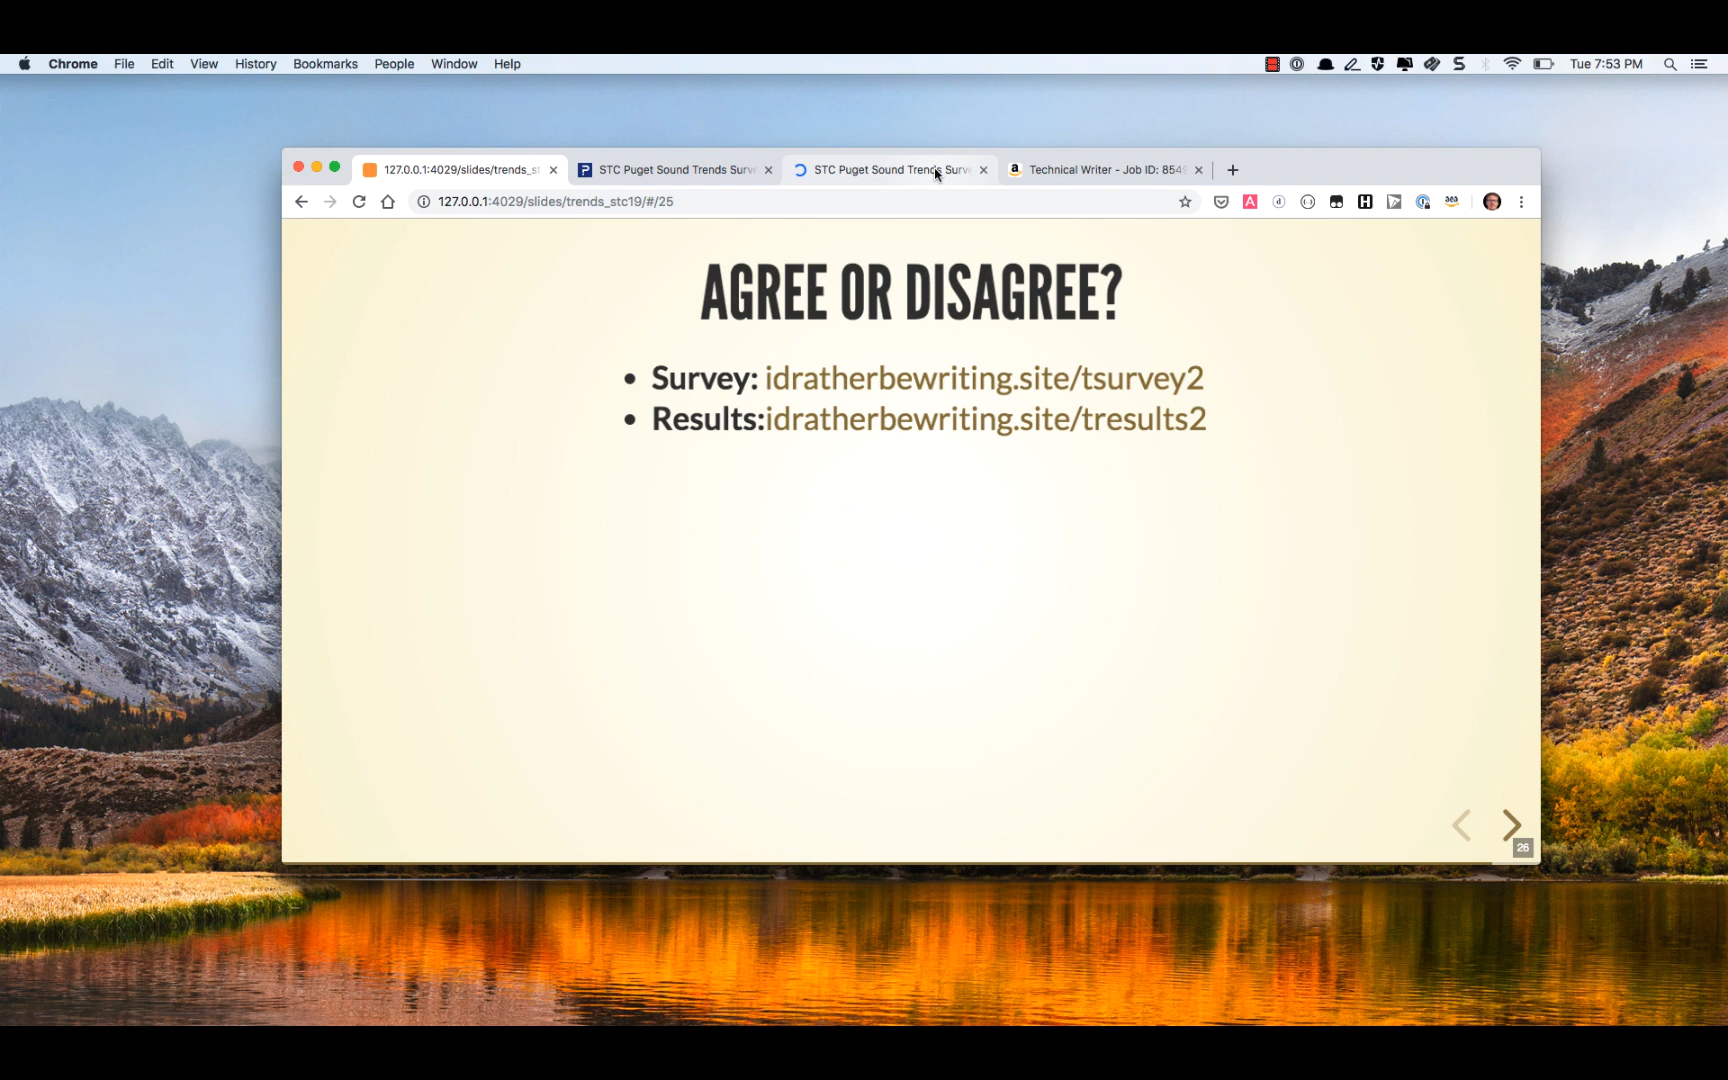 Chrome File Edit View History Bookmarks People Window Help Tue 7:53 PM
127.0.0.1:4029/slides/trends_st STC Puget Sound Trends Surve STC Puget Sound Trends Surve Technical Writer - Job ID: 854
127.0.0.1:4029/slides/trends_stc19/#/25
AGREE OR DISAGREE?
• Survey: idratherbewriting.site/tsurvey2
• Results:idratherbewriting.site/tresults2
26